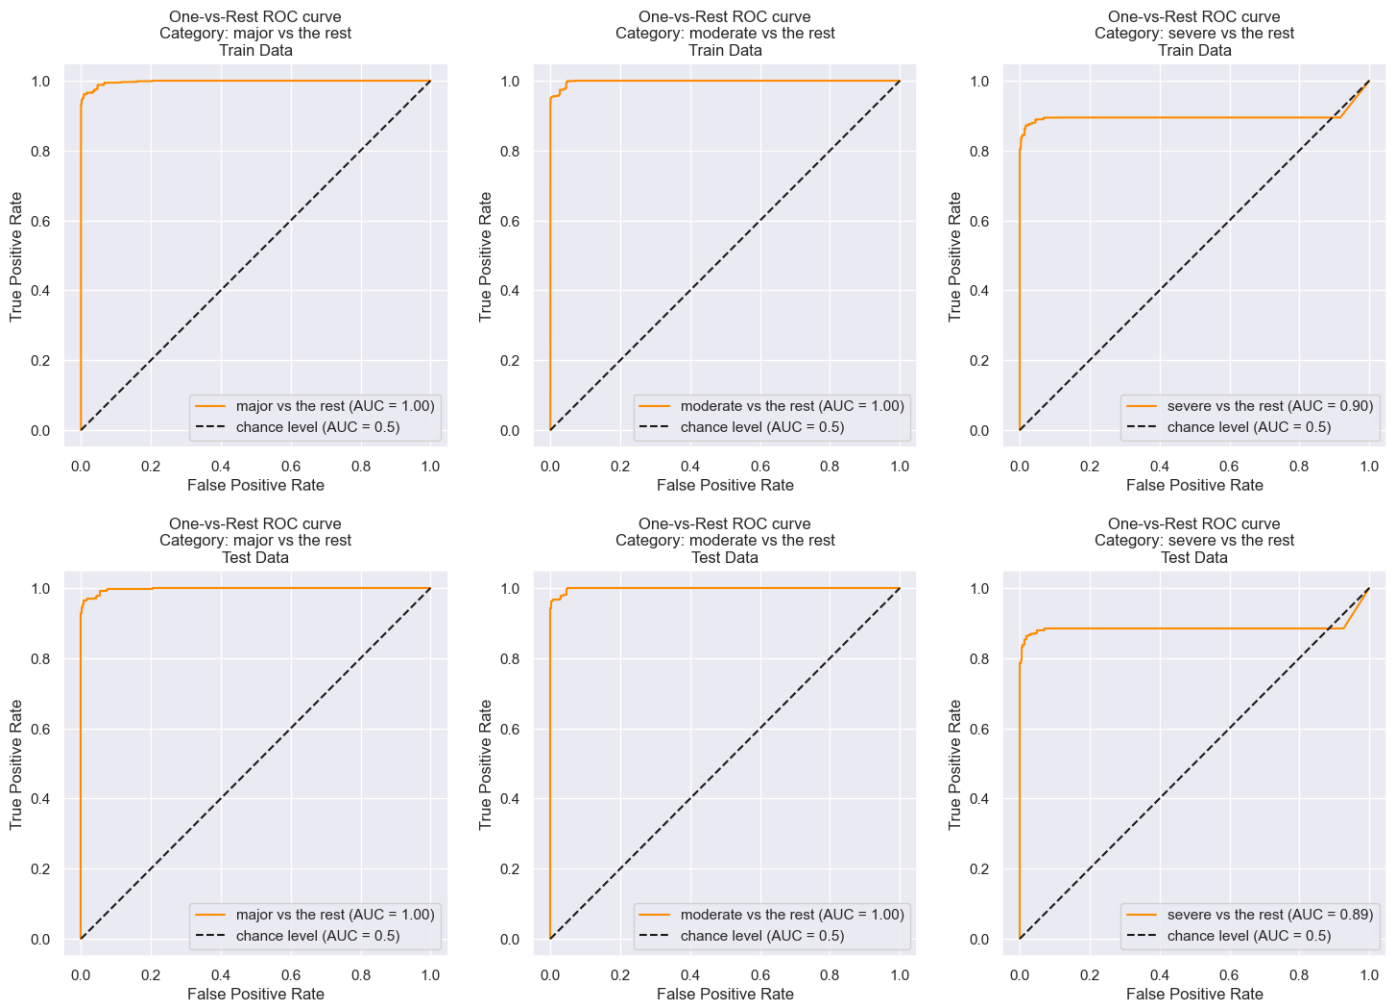 One-vs-Rest ROC curve
Category: major vs the rest
Train Data
1.0
0.8
0.6
0.4
0.2
0.0
True Positive Rate
major vs the rest (AUC = 1.00)
chance level (AUC = 0.5)
0.0 0.2 0.4 0.6 0.8 1.0
False Positive Rate
One-vs-Rest ROC curve
Category: moderate vs the rest
Train Data
1.0
0.8
0.6
0.4
0.2
0.0
True Positive Rate
moderate vs the rest (AUC = 1.00)
chance level (AUC = 0.5)
0.0 0.2 0.4 0.6 0.8 1.0
False Positive Rate
One-vs-Rest ROC curve
Category: severe vs the rest
Train Data
1.0
0.8
0.6
0.4
0.2
0.0
True Positive Rate
severe vs the rest (AUC = 0.90)
chance level (AUC = 0.5)
0.0 0.2 0.4 0.6 0.8 1.0
False Positive Rate
One-vs-Rest ROC curve
Category: major vs the rest
Test Data
1.0
0.8
0.6
0.4
0.2
0.0
True Positive Rate
major vs the rest (AUC = 1.00)
chance level (AUC = 0.5)
0.0 0.2 0.4 0.6 0.8 1.0
False Positive Rate
One-vs-Rest ROC curve
Category: moderate vs the rest
Test Data
1.0
0.8
0.6
0.4
0.2
0.0
True Positive Rate
moderate vs the rest (AUC = 1.00)
chance level (AUC = 0.5)
0.0 0.2 0.4 0.6 0.8 1.0
False Positive Rate
One-vs-Rest ROC curve
Category: severe vs the rest
Test Data
1.0
0.8
0.6
0.4
0.2
0.0
True Positive Rate
severe vs the rest (AUC = 0.89)
chance level (AUC = 0.5)
0.0 0.2 0.4 0.6 0.8 1.0
False Positive Rate